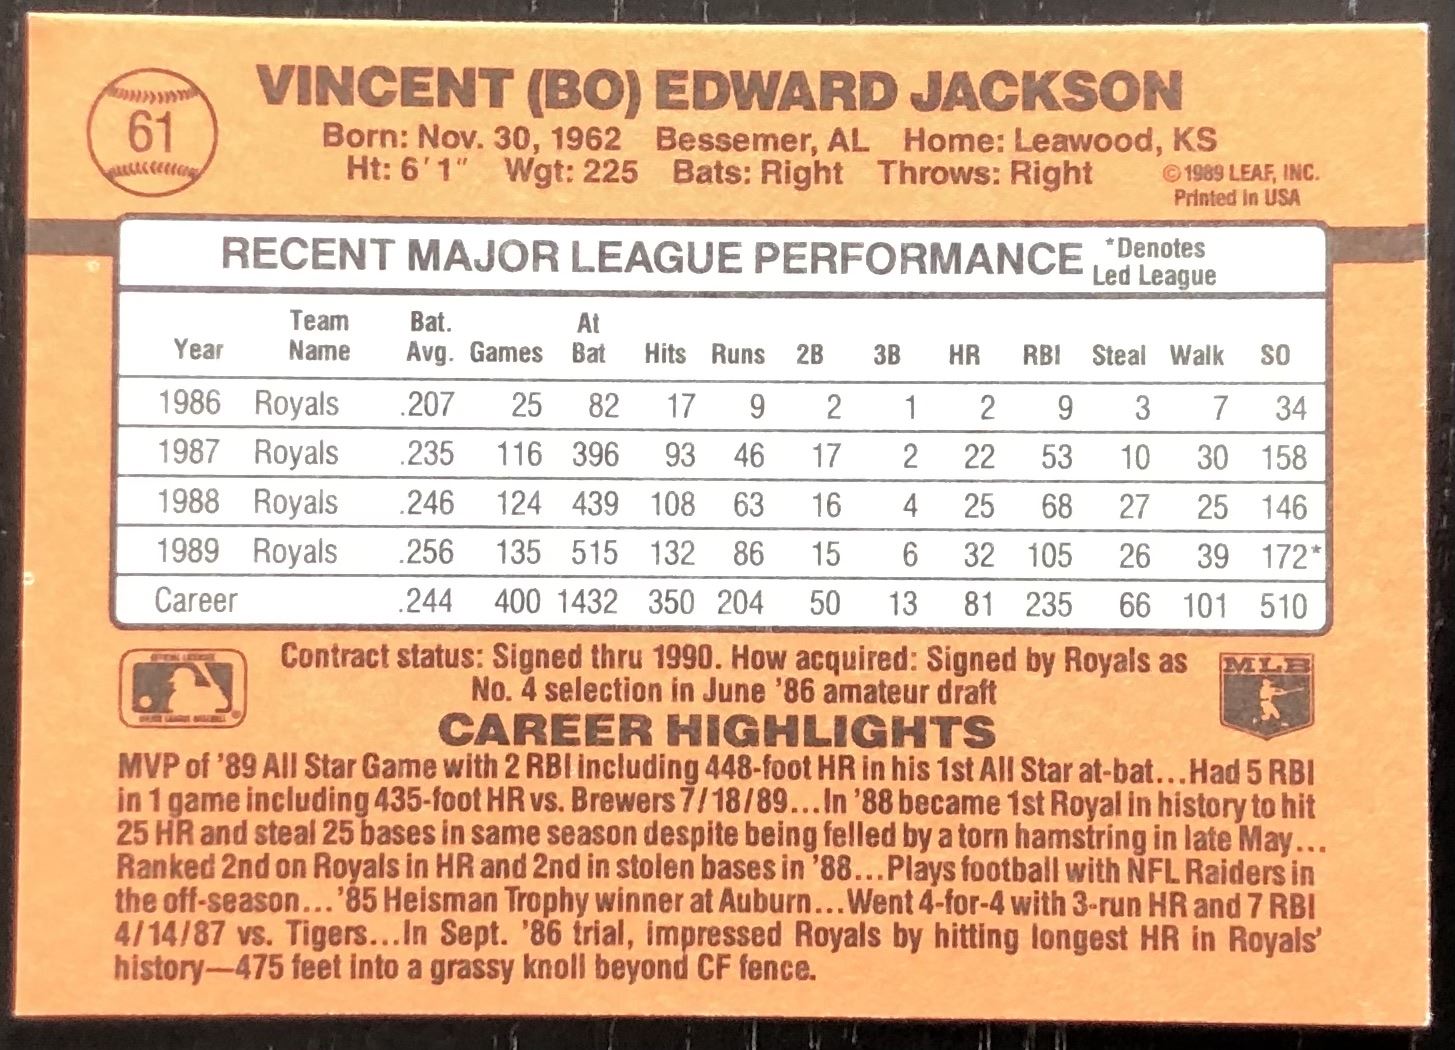 61
VINCENT (BO) EDWARD JACKSON
Born: Nov. 30, 1962 Bessemer, AL Home: Leawood, KS
Ht: 6'1" Wgt: 225 Bats: Right Throws: Right
©1989 LEAF, INC.
Printed in USA
RECENT MAJOR LEAGUE PERFORMANCE
*Denotes
Led League
Year Team Name Bat. Avg. Games At Bat Hits Runs 2B 3B HR RBI Steal Walk SO
1986 Royals .207 25 82 17 9 2 1 2 9 3 7 34
1987 Royals .235 116 396 93 46 17 2 22 53 10 30 158
1988 Royals .246 124 439 108 63 16 4 25 68 27 25 146
1989 Royals .256 135 515 132 86 15 6 32 105 26 39 172*
Career .244 400 1432 350 204 50 13 81 235 66 101 510
Contract status: Signed thru 1990. How acquired: Signed by Royals as
No. 4 selection in June '86 amateur draft
MLB
CAREER HIGHLIGHTS
MVP of '89 All Star Game with 2 RBI including 448-foot HR in his 1st All Star at-bat...Had 5 RBI
in 1 game including 435-foot HR vs. Brewers 7/18/89...In '88 became 1st Royal in history to hit
25 HR and steal 25 bases in same season despite being felled by a torn hamstring in late May...
Ranked 2nd on Royals in HR and 2nd in stolen bases in '88...Plays football with NFL Raiders in
the off-season...'85 Heisman Trophy winner at Auburn...Went 4-for-4 with 3-run HR and 7 RBI
4/14/87 vs. Tigers...In Sept. '86 trial, impressed Royals by hitting longest HR in Royals'
history—475 feet into a grassy knoll beyond CF fence.